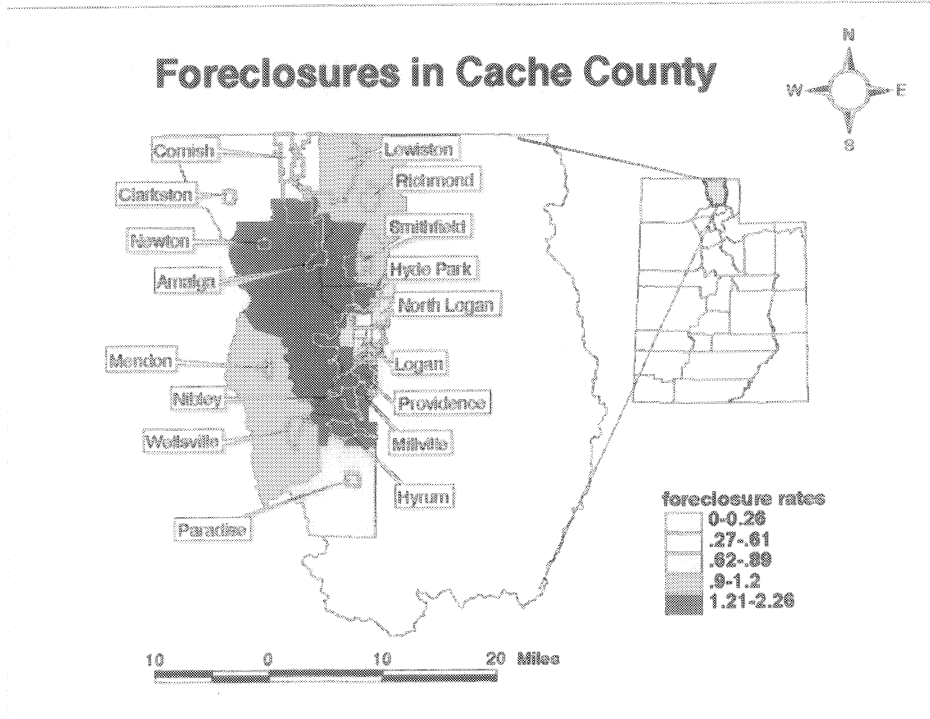 Foreclosures in Cache County
N
W
E
S
Cornish
Lewiston
Clarkston
Richmond
Newton
Smithfield
Amalga
Hyde Park
North Logan
Mendon
Logan
Nibley
Providence
Wellsville
Millville
Hyrum
Paradise
foreclosure rates
0-0.26
.27-.61
.62-.89
.9-1.2
1.21-2.26
10 0 10 20 Miles